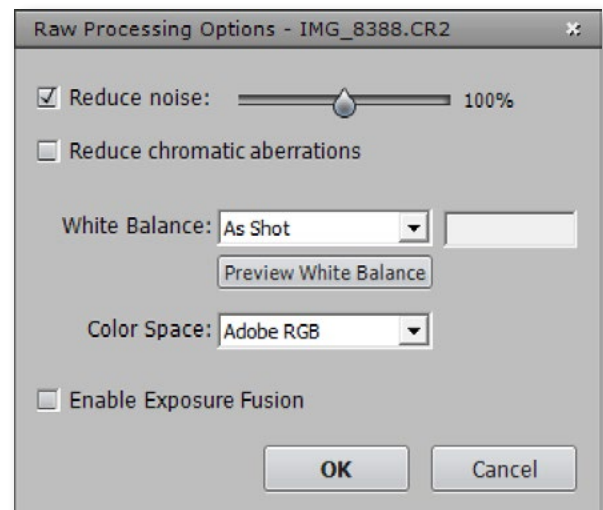 Raw Processing Options - IMG_8388.CR2
Reduce noise: 100%
Reduce chromatic aberrations
White Balance: As Shot
Preview White Balance
Color Space: Adobe RGB
Enable Exposure Fusion
OK Cancel